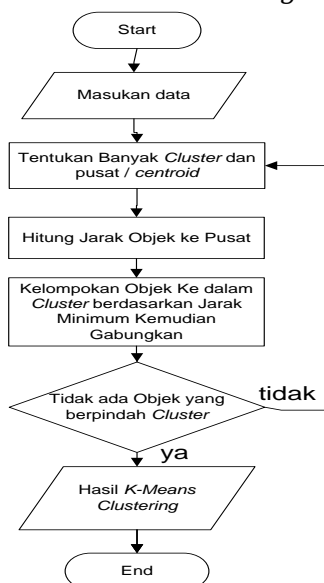 Start
Masukan data
Tentukan Banyak Cluster dan
pusat / centroid
Hitung Jarak Objek ke Pusat
Kelompokan Objek Ke dalam
Cluster berdasarkan Jarak
Minimum Kemudian
Gabungkan
Tidak ada Objek yang
berpindah Cluster
tidak
ya
Hasil K-Means
Clustering
End